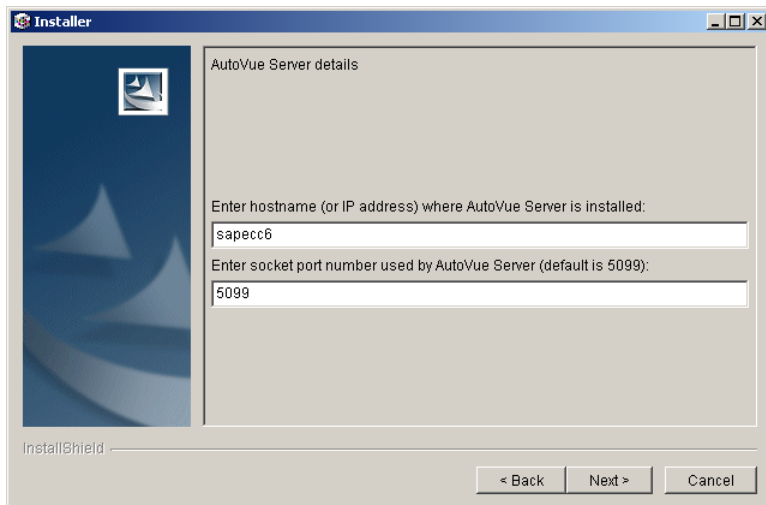 Installer
AutoVue Server details
Enter hostname (or IP address) where AutoVue Server is installed:
sapecc6
Enter socket port number used by AutoVue Server (default is 5099):
5099
InstallShield
< Back Next > Cancel